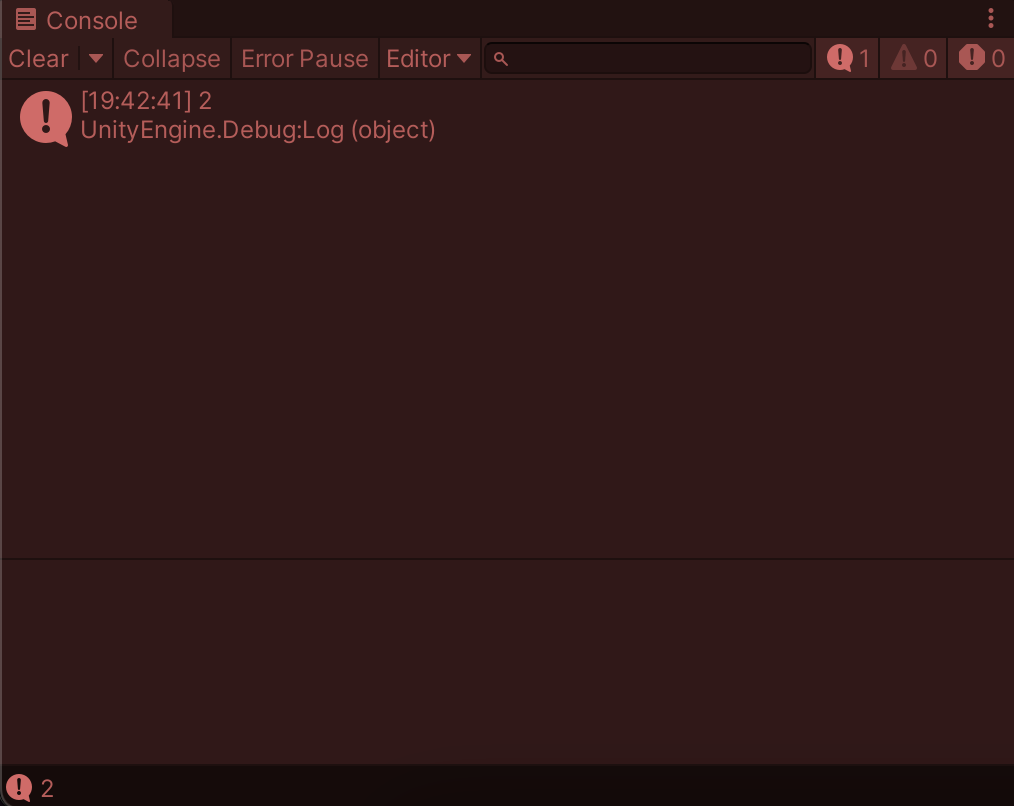 Console
Clear Collapse Error Pause Editor 1 0 0
[19:42:41] 2
UnityEngine.Debug:Log (object)
2